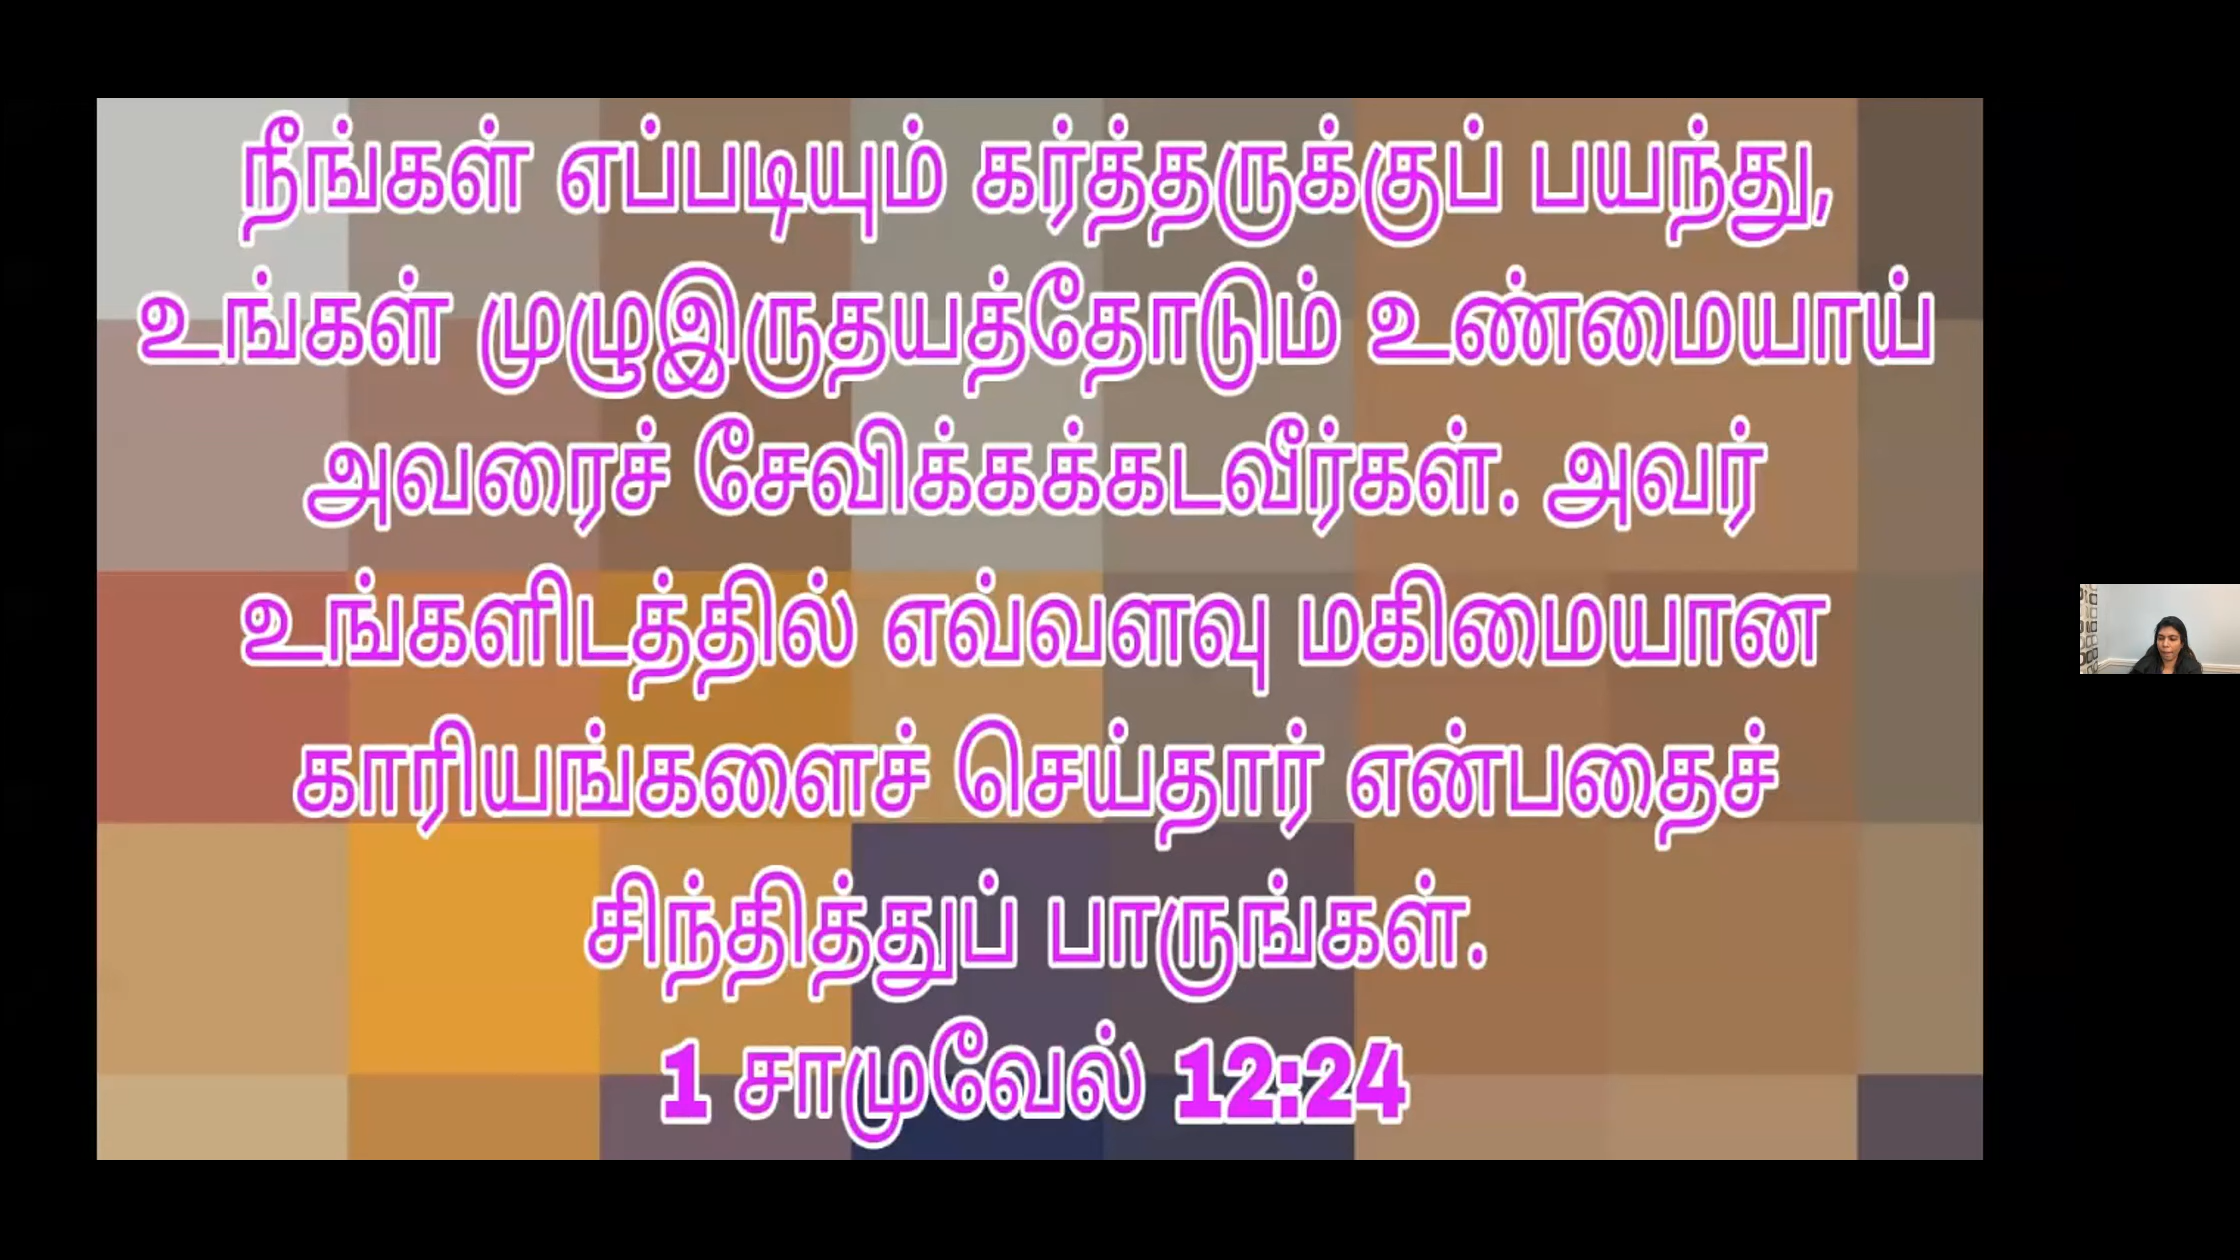 நீங்கள் எப்படியும் கர்த்தருக்குப் பயந்து,
உங்கள் முழுஇருதயத்தோடும் உண்மையாய்
அவரைச் சேவிக்கக்கடவீர்கள். அவர்
உங்களிடத்தில் எவ்வளவு மகிமையான
காரியங்களைச் செய்தார் என்பதைச்
சிந்தித்துப் பாருங்கள்.
1 சாமுவேல் 12:24